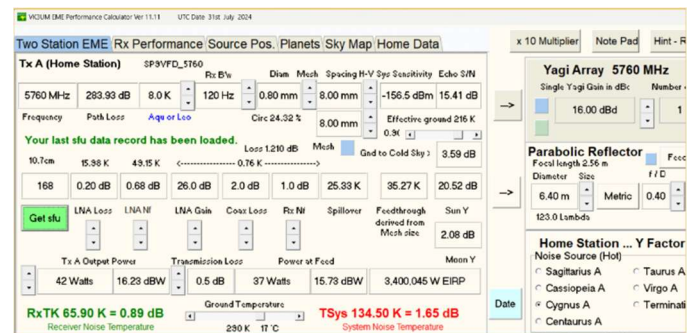 VK3UM EME Performance Calculator Ver 11.11 UTC Date 31st July 2024
Two Station EME Rx Performance Source Pos. Planets Sky Map Home Data
x 10 Multiplier Note Pad Hint - R
Tx A (Home Station) SP9VFD_5760
Rx B'w Diam Mesh Spacing H-V Sys Sensitivity Echo S/N
5760 MHz 283.93 dB 8.0 K 120 Hz 0.80 mm 8.00 mm -156.5 dBm 15.41 dB
Frequency Path Loss Aqu or Leo Circ 24.32 % 8.00 mm Effective ground 216 K
Your last sfu data record has been loaded. Loss 1.210 dB Mesh Gnd to Cold Sky 3.59 dB
10.7cm 15.98 K 49.15 K <--------------- 0.76 K --------------->
168 0.20 dB 0.68 dB 26.0 dB 2.0 dB 1.0 dB 25.33 K 35.27 K 20.52 dB
Get sfu LNA Loss LNA Nf LNA Gain Coax Loss Rx Nf Spillover Feedthrough Sun Y
derived from
Mesh size
2.08 dB
Tx A Output Power Transmission Loss Power at Feed Moon Y
42 Watts 16.23 dBW 0.5 dB 37 Watts 15.73 dBW 3,400,045 W EIRP
RxTK 65.90 K = 0.89 dB Ground Temperature TSys 134.50 K = 1.65 dB
Receiver Noise Temperature 290 K 17 'C System Noise Temperature
-->
Yagi Array 5760 MHz
Single Yagi Gain in dBd Number
16.00 dBd 1
Parabolic Reflector Feed
Focal length 2.56 m
Diameter Size f / D
--> 6.40 m Metric 0.40
123.0 Lambda
Home Station ... Y Factor
Noise Source (Hot)
Sagittarius A Taurus A
Cassiopeia A Virgo A
Date Cygnus A Terminati
Centaurus A